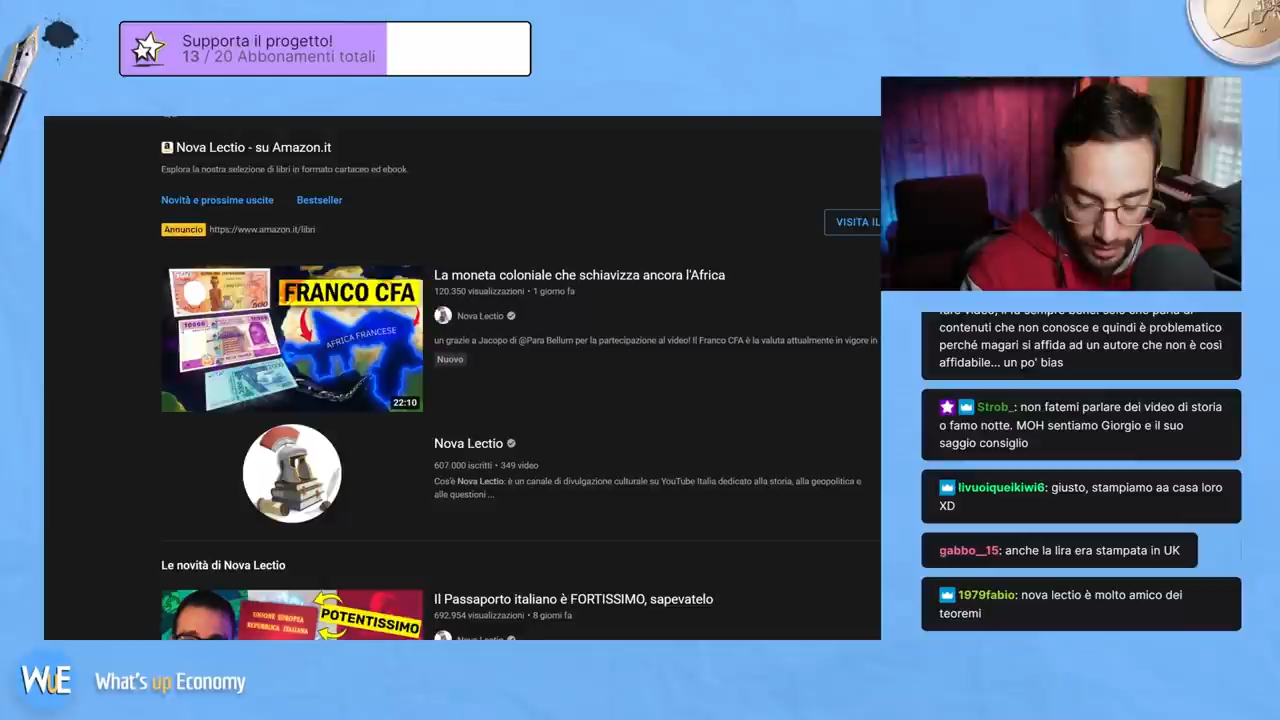 Supporta il progetto!
13 / 20 Abbonamenti totali
Nova Lectio - su Amazon.it
Esplora la nostra selezione di libri in formato cartaceo ed ebook.
Novità e prossime uscite Bestseller
VISITA IL
Annuncio https://www.amazon.it/libri
FRANCO CFA
AFRICA FRANCESE
22:10
La moneta coloniale che schiavizza ancora l'Africa
120.350 visualizzazioni • 1 giorno fa
Nova Lectio
un grazie a Jacopo di @Para Bellum per la partecipazione al video! Il Franco CFA è la valuta attualmente in vigore in
Nuovo
Nova Lectio
607.000 iscritti • 349 video
Cos'è Nova Lectio: è un canale di divulgazione culturale su YouTube Italia dedicato alla storia, alla geopolitica e
alle questioni ...
Le novità di Nova Lectio
UNIONE EUROPEA
REPUBBLICA ITALIANA
POTENTISSIMO
Il Passaporto italiano è FORTISSIMO, sapevatelo
692.954 visualizzazioni • 8 giorni fa
contenuti che non conosce e quindi è problematico
perché magari si affida ad un autore che non è così
affidabile... un po' bias
Strob_: non fatemi parlare dei video di storia
o famo notte. MOH sentiamo Giorgio e il suo
saggio consiglio
livuoiqueikiwi6: giusto, stampiamo aa casa loro
XD
gabbo__15: anche la lira era stampata in UK
1979fabio: nova lectio è molto amico dei
teoremi
WuE What's up Economy